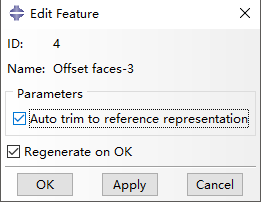 Edit Feature
ID: 4
Name: Offset faces-3
Parameters
Auto trim to reference representation
Regenerate on OK
OK Apply Cancel